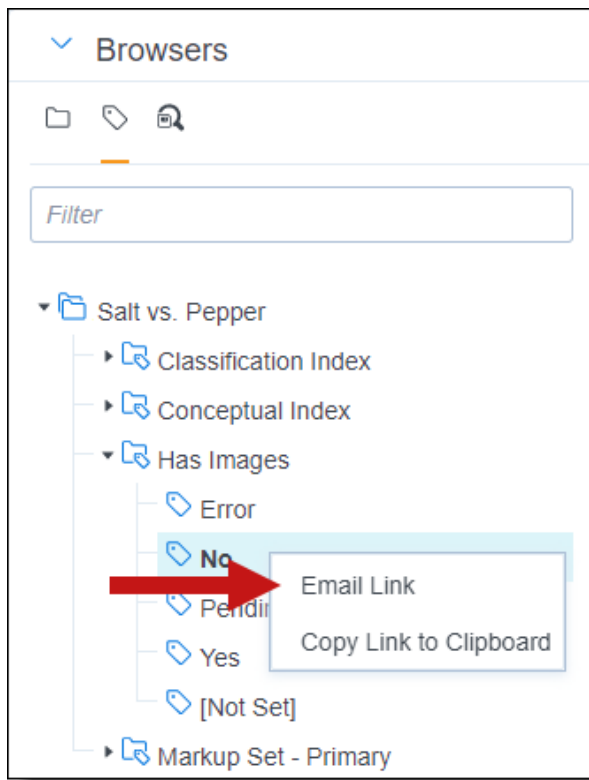 Browsers
Filter
Salt vs. Pepper
Classification Index
Conceptual Index
Has Images
Error
No
Email Link
Copy Link to Clipboard
Yes
[Not Set]
Markup Set - Primary